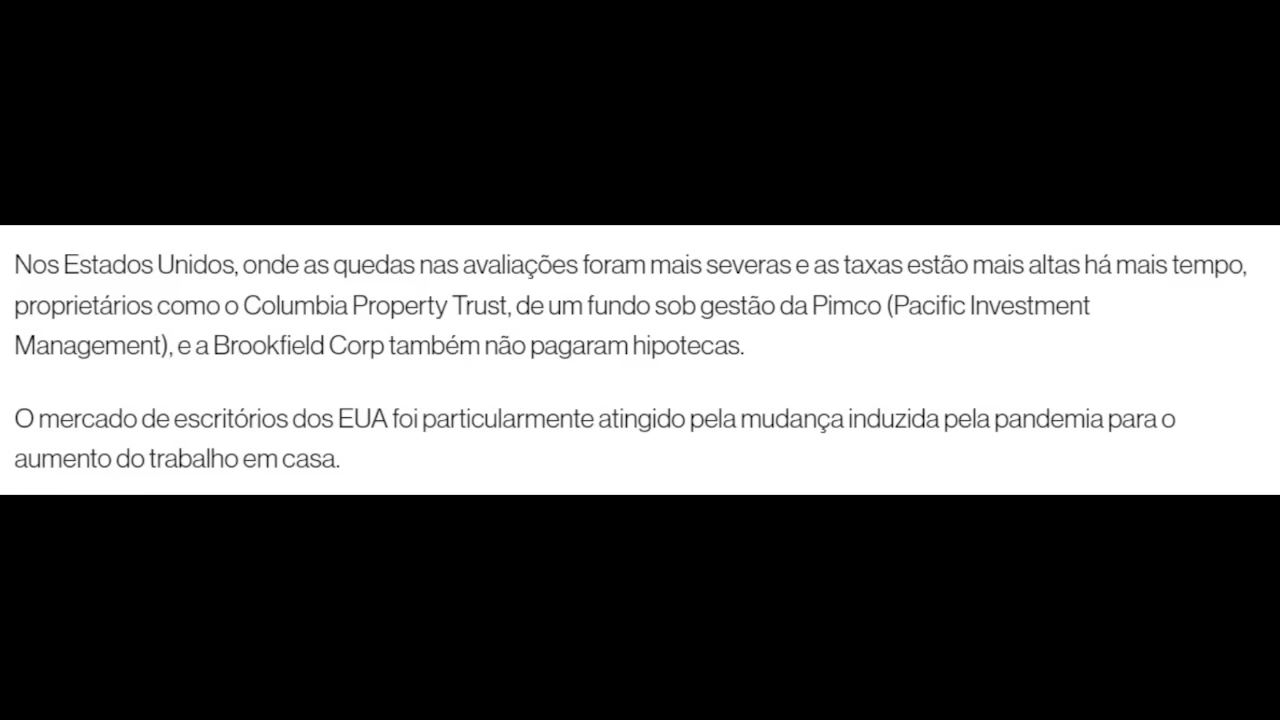 Nos Estados Unidos, onde as quedas nas avaliações foram mais severas e as taxas estão mais altas há mais tempo,
proprietários como o Columbia Property Trust, de um fundo sob gestão da Pimco (Pacific Investment
Management), e a Brookfield Corp também não pagaram hipotecas.
O mercado de escritórios dos EUA foi particularmente atingido pela mudança induzida pela pandemia para o
aumento do trabalho em casa.